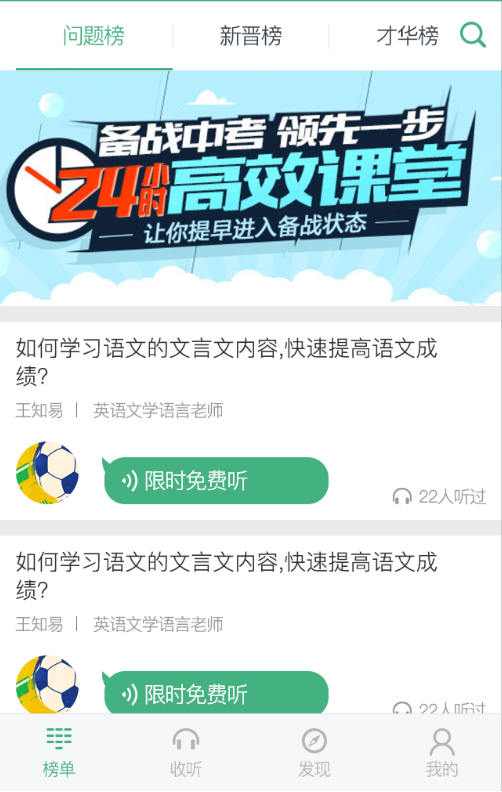 问题榜 新晋榜 才华榜
备战中考 领先一步
24小时高效课堂
让你提早进入备战状态
如何学习语文的文言文内容,快速提高语文成
绩?
王知易 | 英语文学语言老师
限时免费听
22人听过
如何学习语文的文言文内容,快速提高语文成
绩?
王知易 | 英语文学语言老师
限时免费听
22人听过
榜单 收听 发现 我的